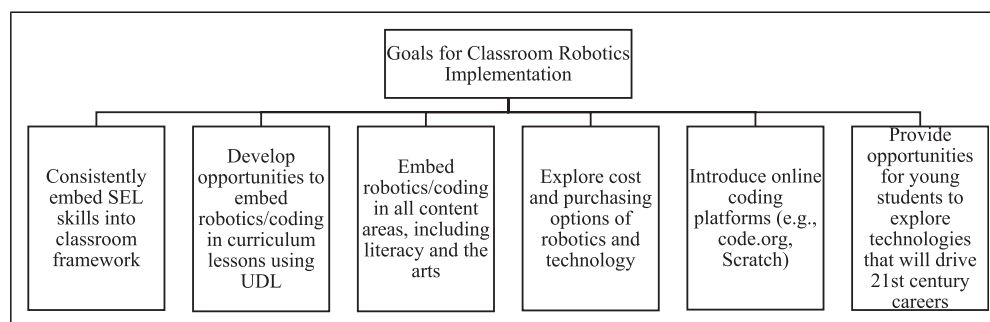 Goals for Classroom Robotics
Implementation
Consistently
embed SEL
skills into
classroom
framework
Develop
opportunities to
embed
robotics/coding
in curriculum
lessons using
UDL
Embed
robotics/coding
in all content
areas, including
literacy and the
arts
Explore cost
and purchasing
options of
robotics and
technology
Introduce online
coding
platforms (e.g.,
code.org,
Scratch)
Provide
opportunities
for young
students to
explore
technologies
that will drive
21st century
careers